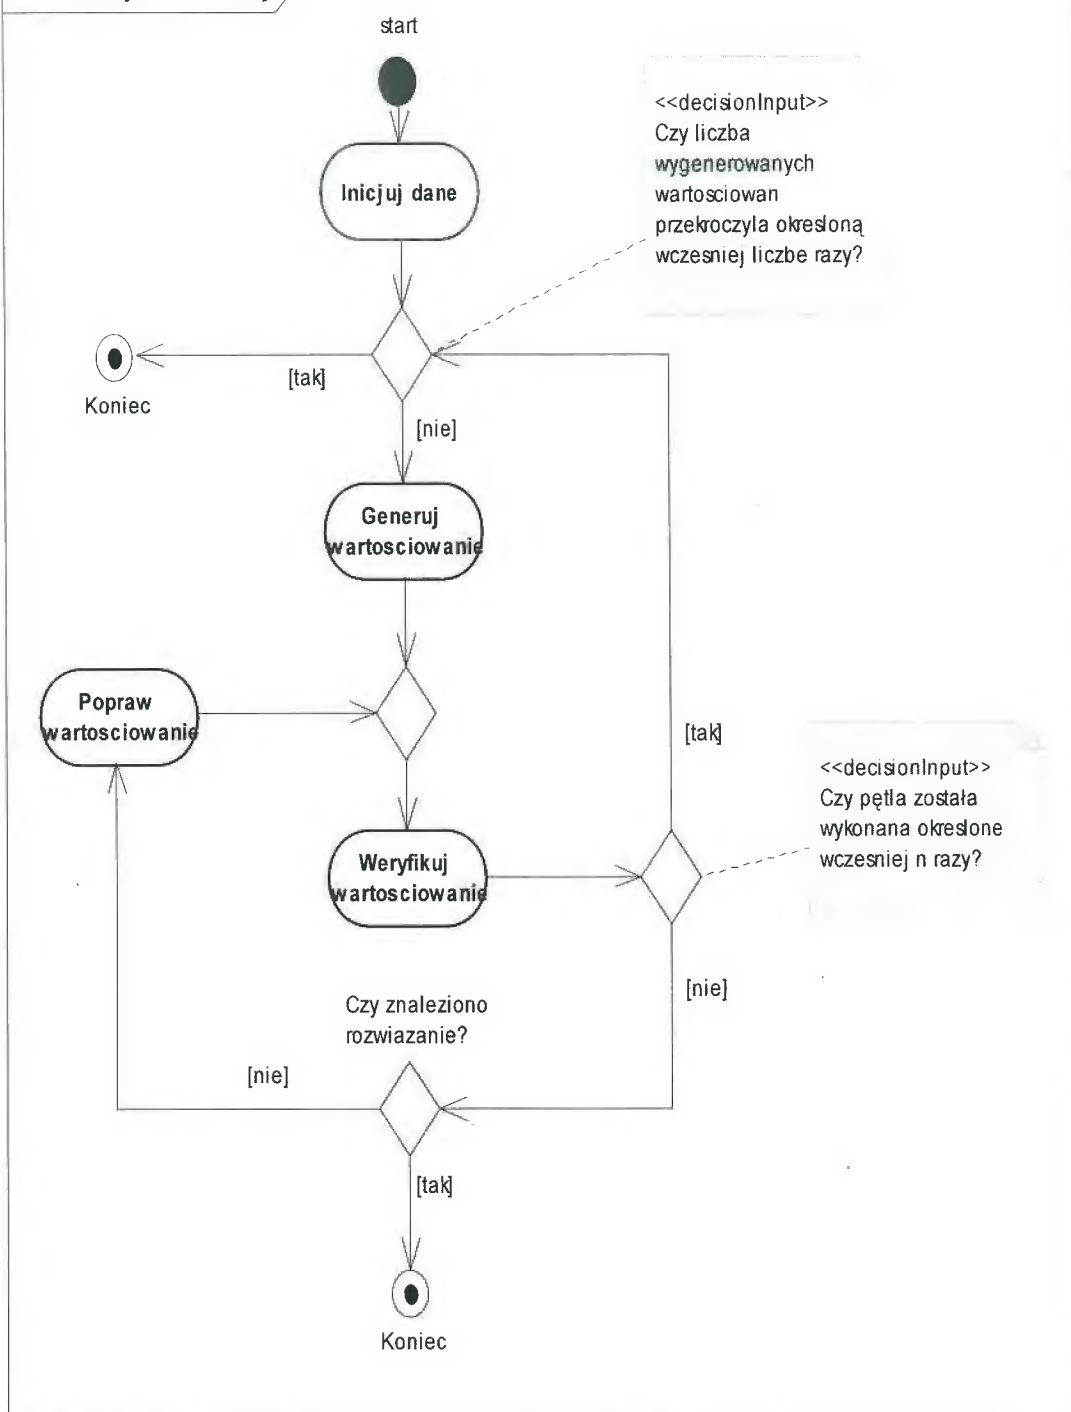 start
<<decisionInput>>
Czy liczba
wygenerowanych
wartosciowan
przekroczyla okresloną
wczesniej liczbe razy?
Inicjuj dane
[tak]
Koniec
[nie]
Generuj
wartosciowanie
Popraw
wartosciowanie
[tak]
<<decisionInput>>
Czy pętla została
wykonana okreslone
wczesniej n razy?
Weryfikuj
wartosciowanie
[nie]
Czy znaleziono
rozwiazanie?
[nie]
[tak]
Koniec